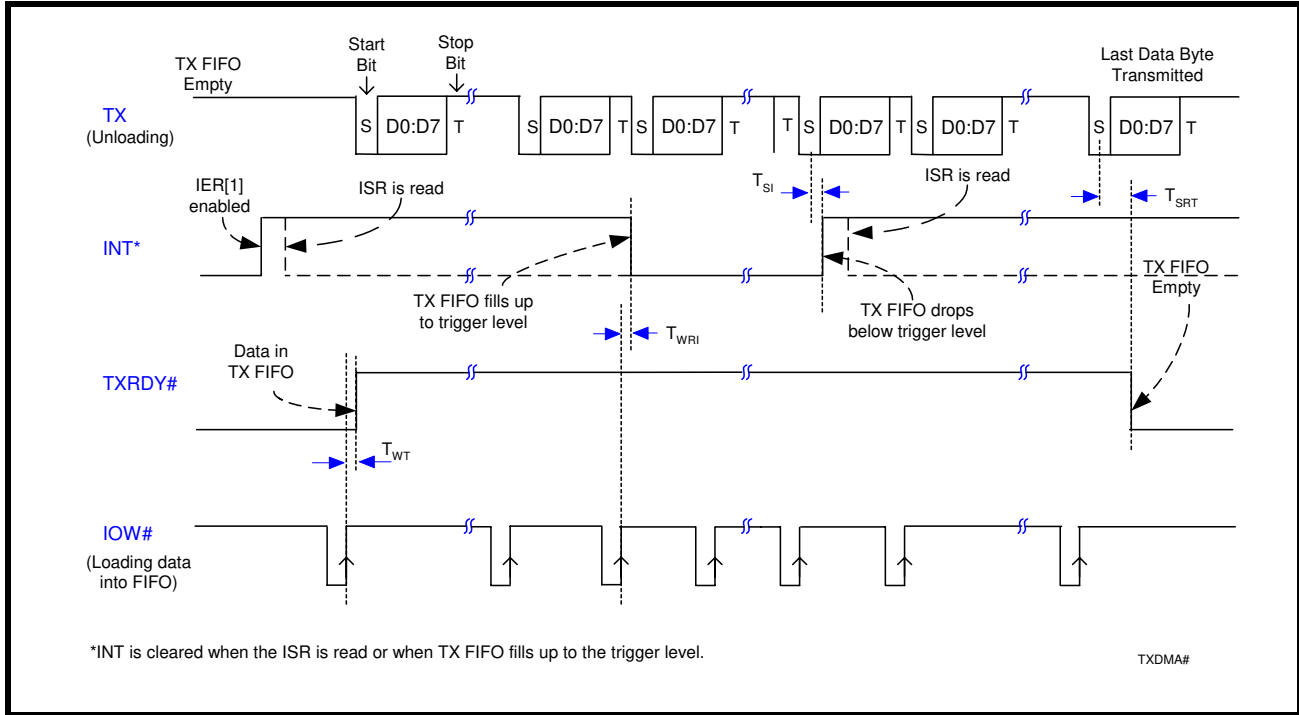 Start
Bit
Stop
Bit
TX FIFO
Empty
Last Data Byte
Transmitted
TX
(Unloading)
S D0:D7 T S D0:D7 T S D0:D7 T T S D0:D7 T S D0:D7 T S D0:D7 T
IER[1]
enabled
ISR is read
TSI
ISR is read
TSRT
INT*
TX FIFO fills up
to trigger level
TX FIFO drops
below trigger level
TX FIFO
Empty
TWRI
Data in
TX FIFO
TXRDY#
TWT
IOW#
(Loading data
into FIFO)
*INT is cleared when the ISR is read or when TX FIFO fills up to the trigger level.
TXDMA#